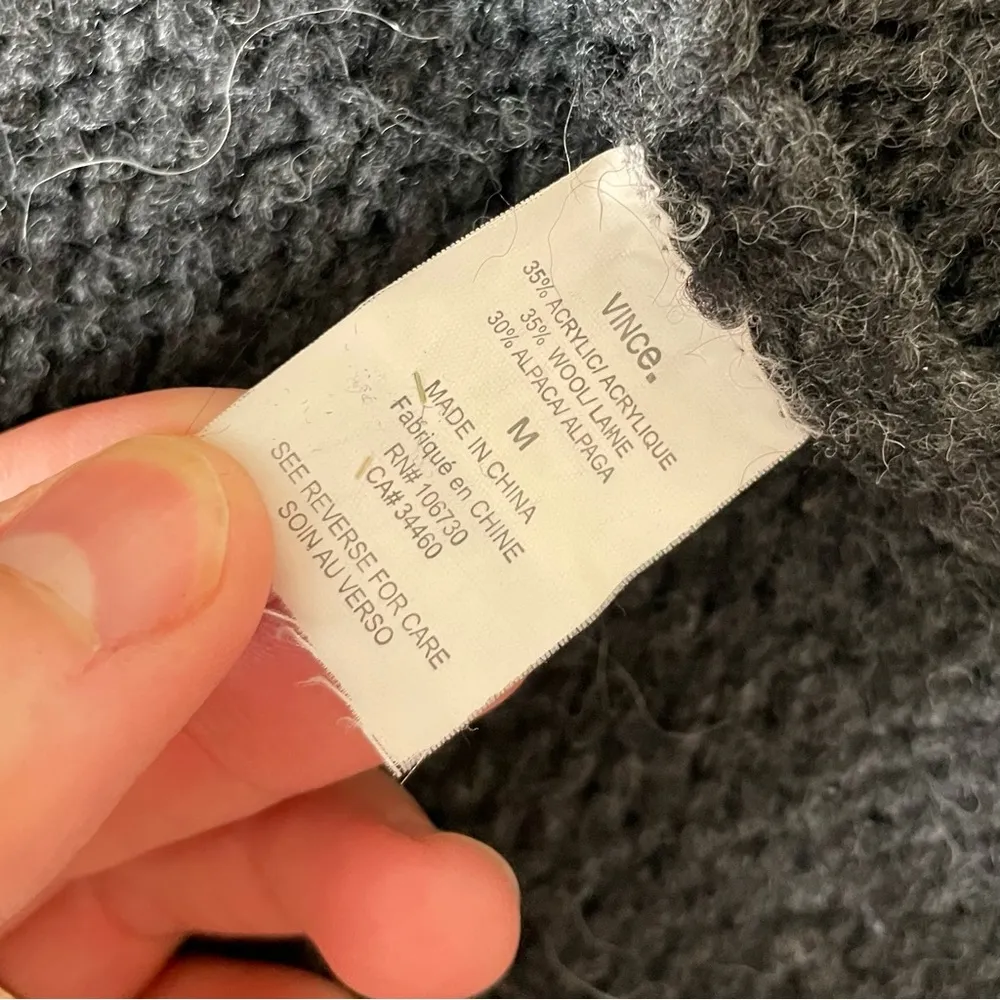 VINce.
35% ACRYLIC/ ACRYLIQUE
35% WOOL/ LAINE
30% ALPACA/ ALPAGA
M
MADE IN CHINA
Fabriqué en CHINE
RN# 106730
CA# 34460
SEE REVERSE FOR CARE
SOIN AU VERSO